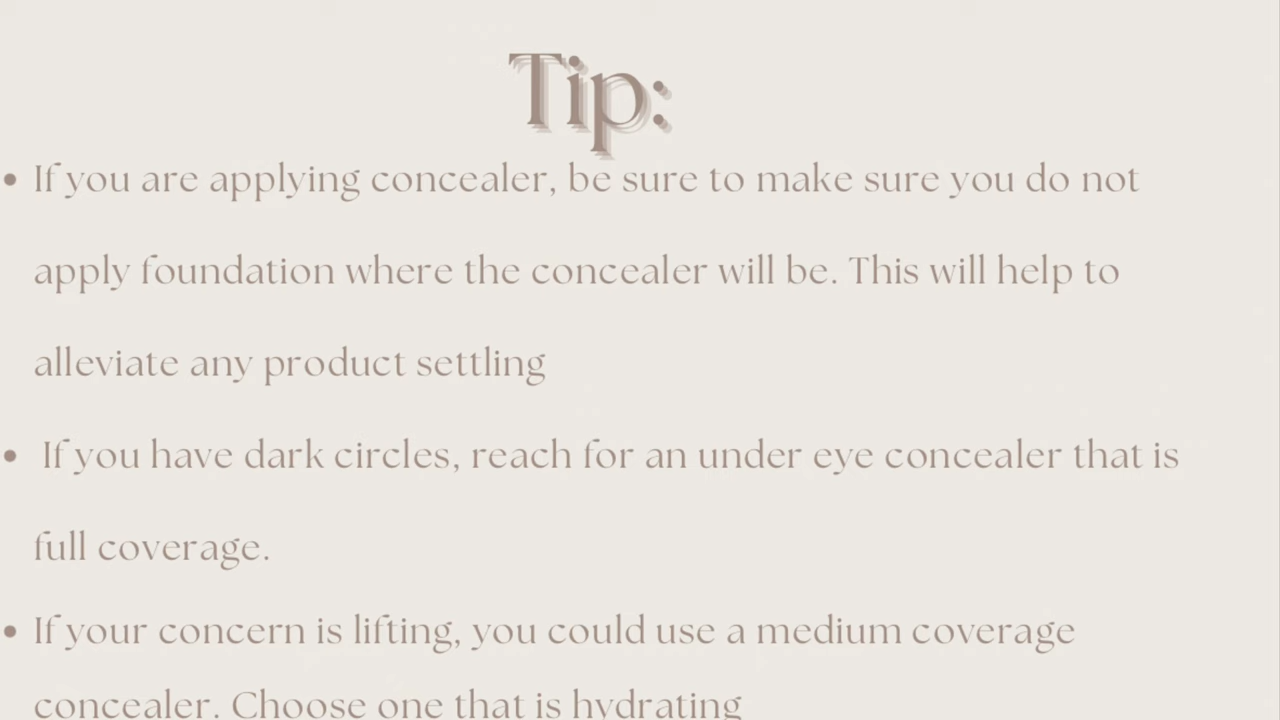 Tip:
• If you are applying concealer, be sure to make sure you do not
apply foundation where the concealer will be. This will help to
alleviate any product settling
• If you have dark circles, reach for an under eye concealer that is
full coverage.
• If your concern is lifting, you could use a medium coverage
concealer. Choose one that is hydrating